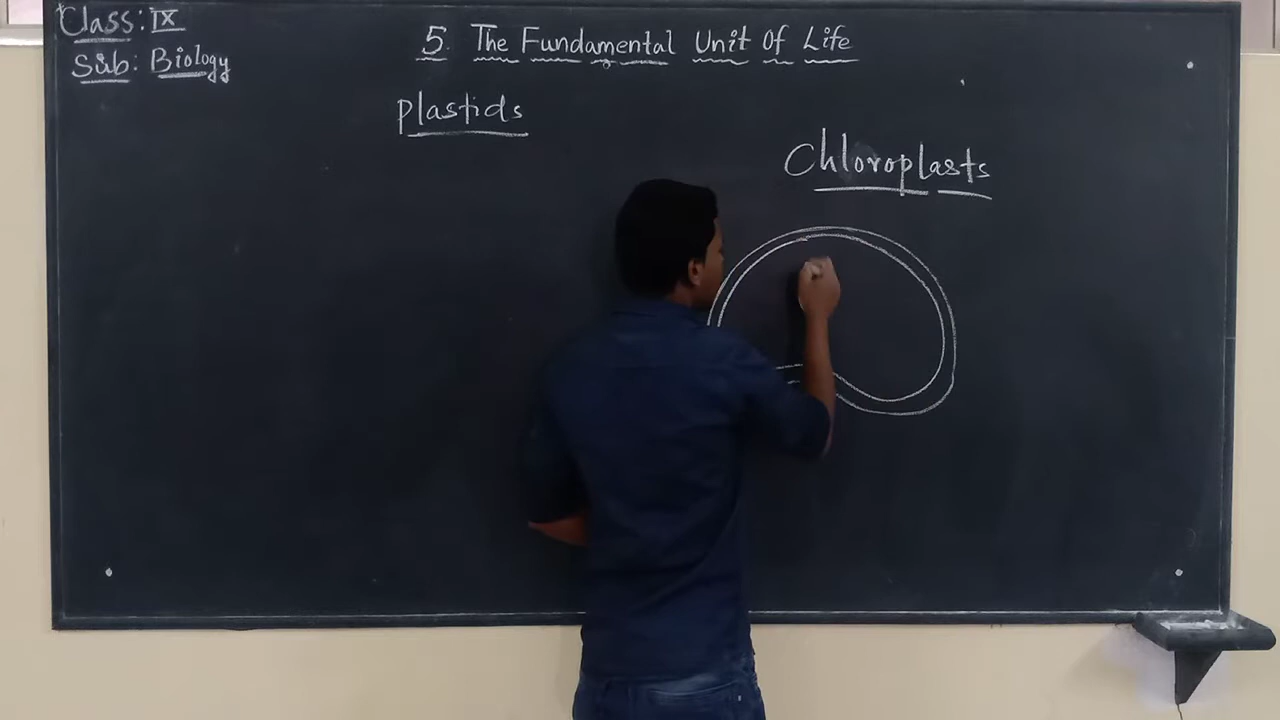 Class: IX
Sub: Biology
5. The Fundamental Unit Of Life
Plastids
Chloroplasts